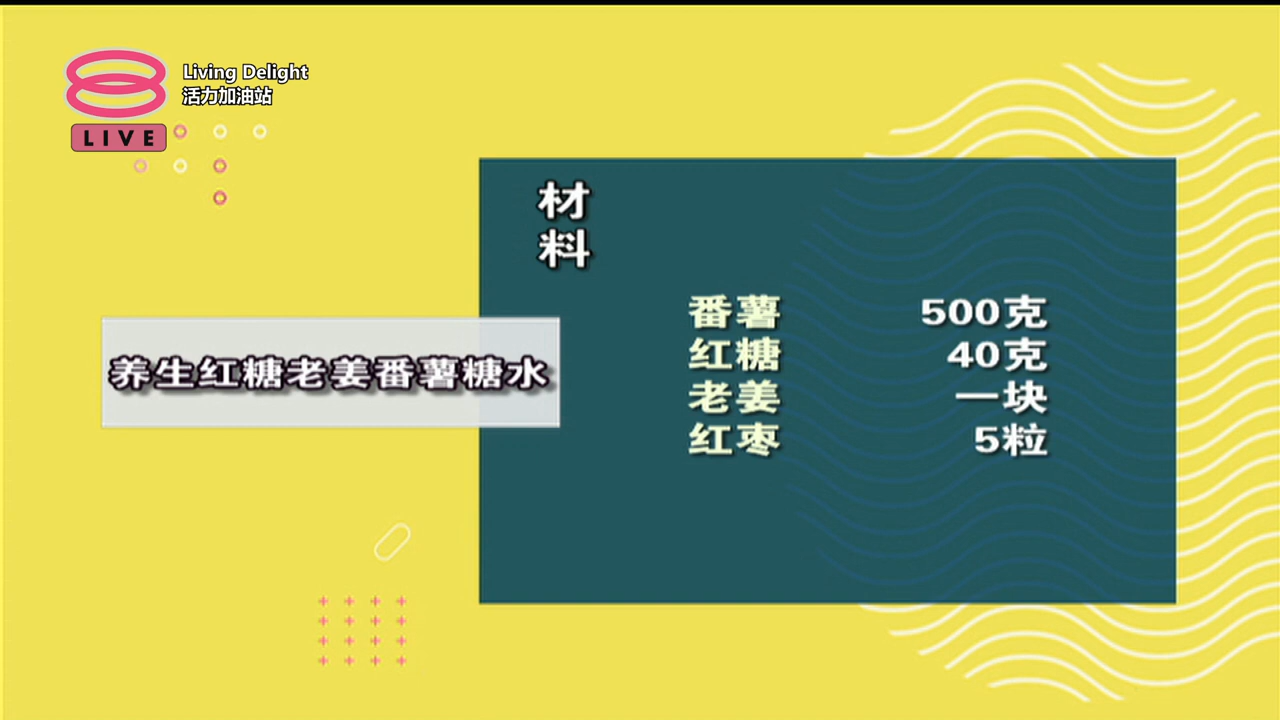 Living Delight
活力加油站
LIVE
材
料
养生红糖老姜番薯糖水
番薯 500克
红糖 40克
老姜 一块
红枣 5粒